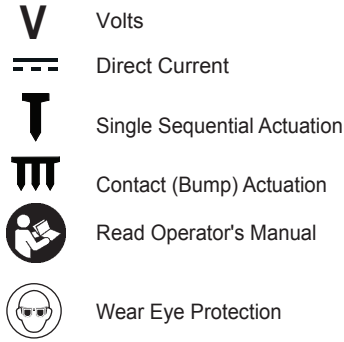 V Volts
Direct Current
Single Sequential Actuation
Contact (Bump) Actuation
Read Operator's Manual
Wear Eye Protection